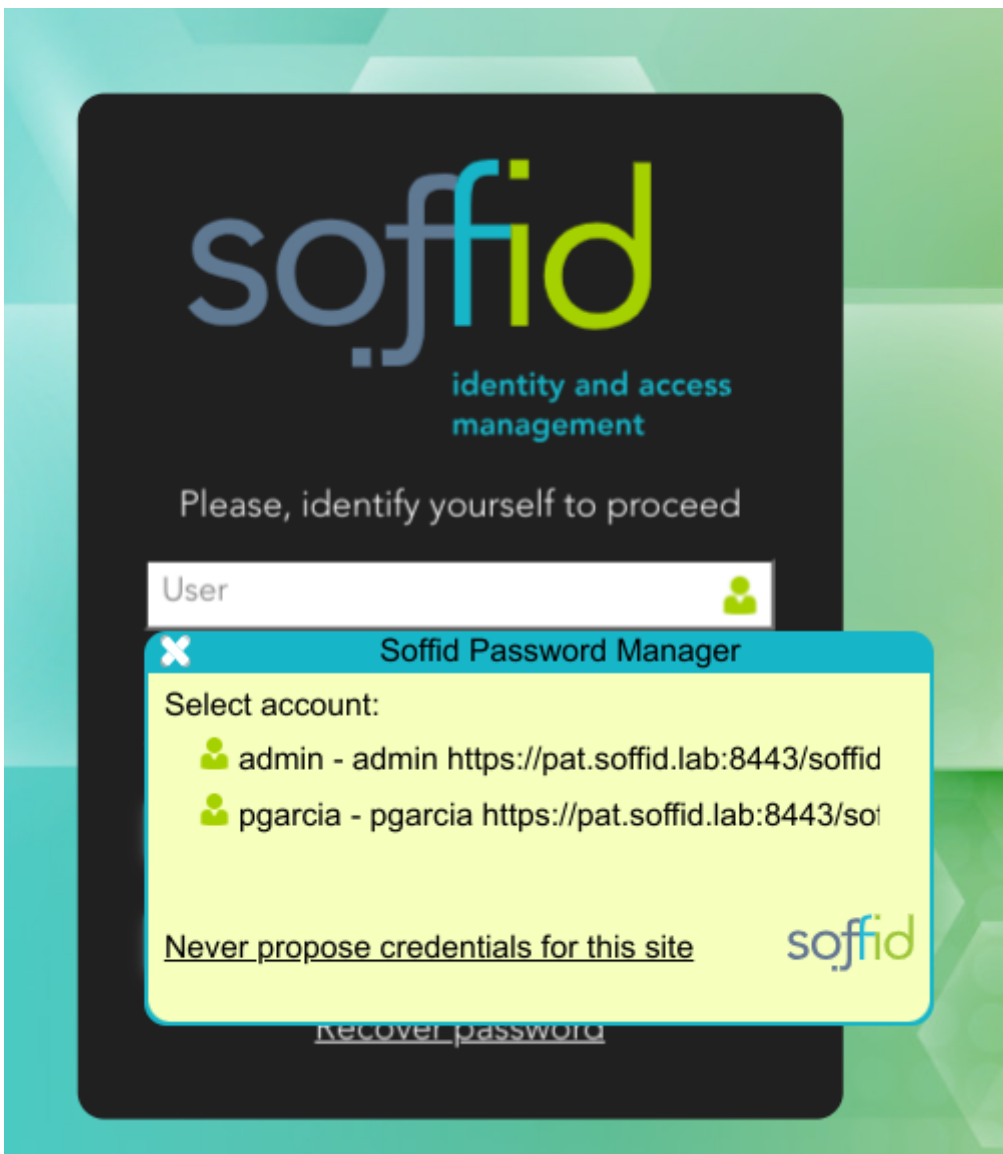 soffid
identity and access
management
Please, identify yourself to proceed
User
Soffid Password Manager
Select account:
admin - admin https://pat.soffid.lab:8443/soffid
pgarcia - pgarcia https://pat.soffid.lab:8443/sof
Never propose credentials for this site
soffid
Recover password